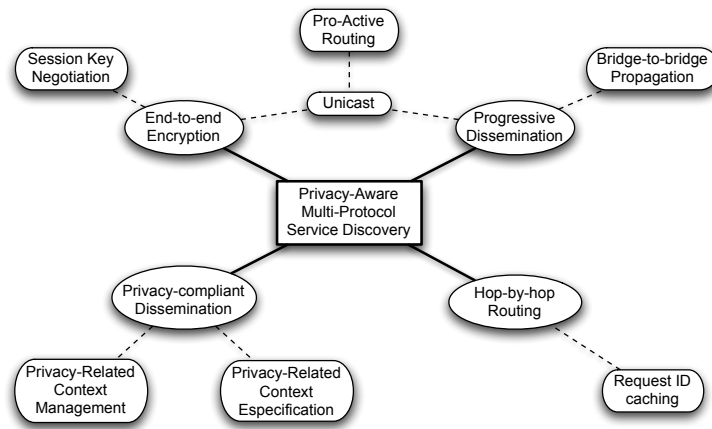 Pro-Active
Routing
Session Key
Negotiation
Bridge-to-bridge
Propagation
Unicast
End-to-end
Encryption
Progressive
Dissemination
Privacy-Aware
Multi-Protocol
Service Discovery
Privacy-compliant
Dissemination
Hop-by-hop
Routing
Privacy-Related
Context
Management
Privacy-Related
Context
Especification
Request ID
caching